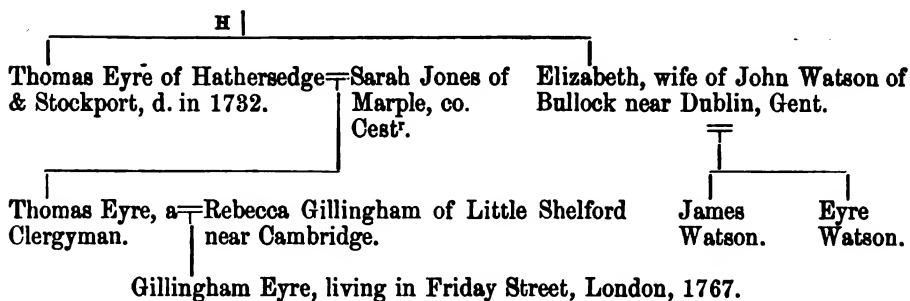 H
Thomas Eyre of Hathersedge Sarah Jones of
& Stockport, d. in 1732. Marple, co.
Cestʳ.
Elizabeth, wife of John Watson of
Bullock near Dublin, Gent.
Thomas Eyre, a Rebecca Gillingham of Little Shelford
Clergyman. near Cambridge.
James
Watson.
Eyre
Watson.
Gillingham Eyre, living in Friday Street, London, 1767.